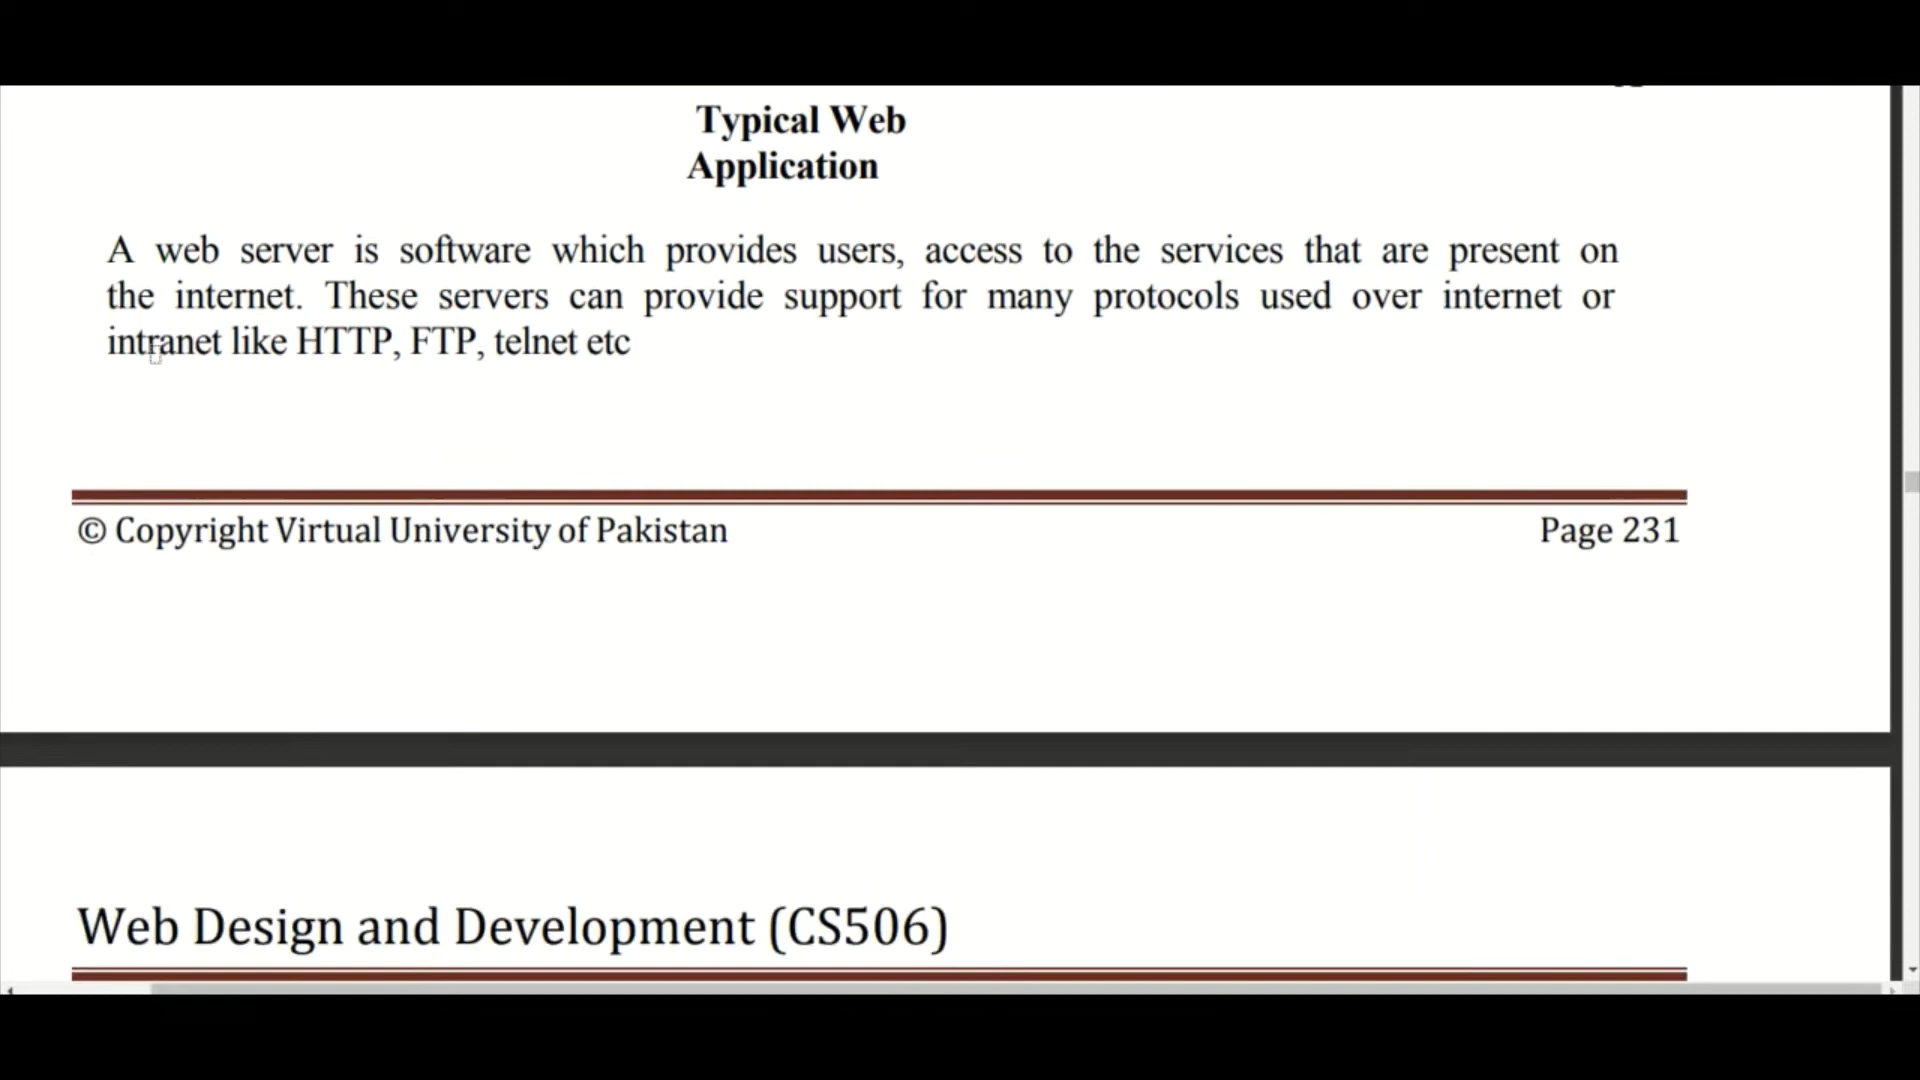 Typical Web
Application
A web server is software which provides users, access to the services that are present on
the internet. These servers can provide support for many protocols used over internet or
intranet like HTTP, FTP, telnet etc
© Copyright Virtual University of Pakistan Page 231
Web Design and Development (CS506)